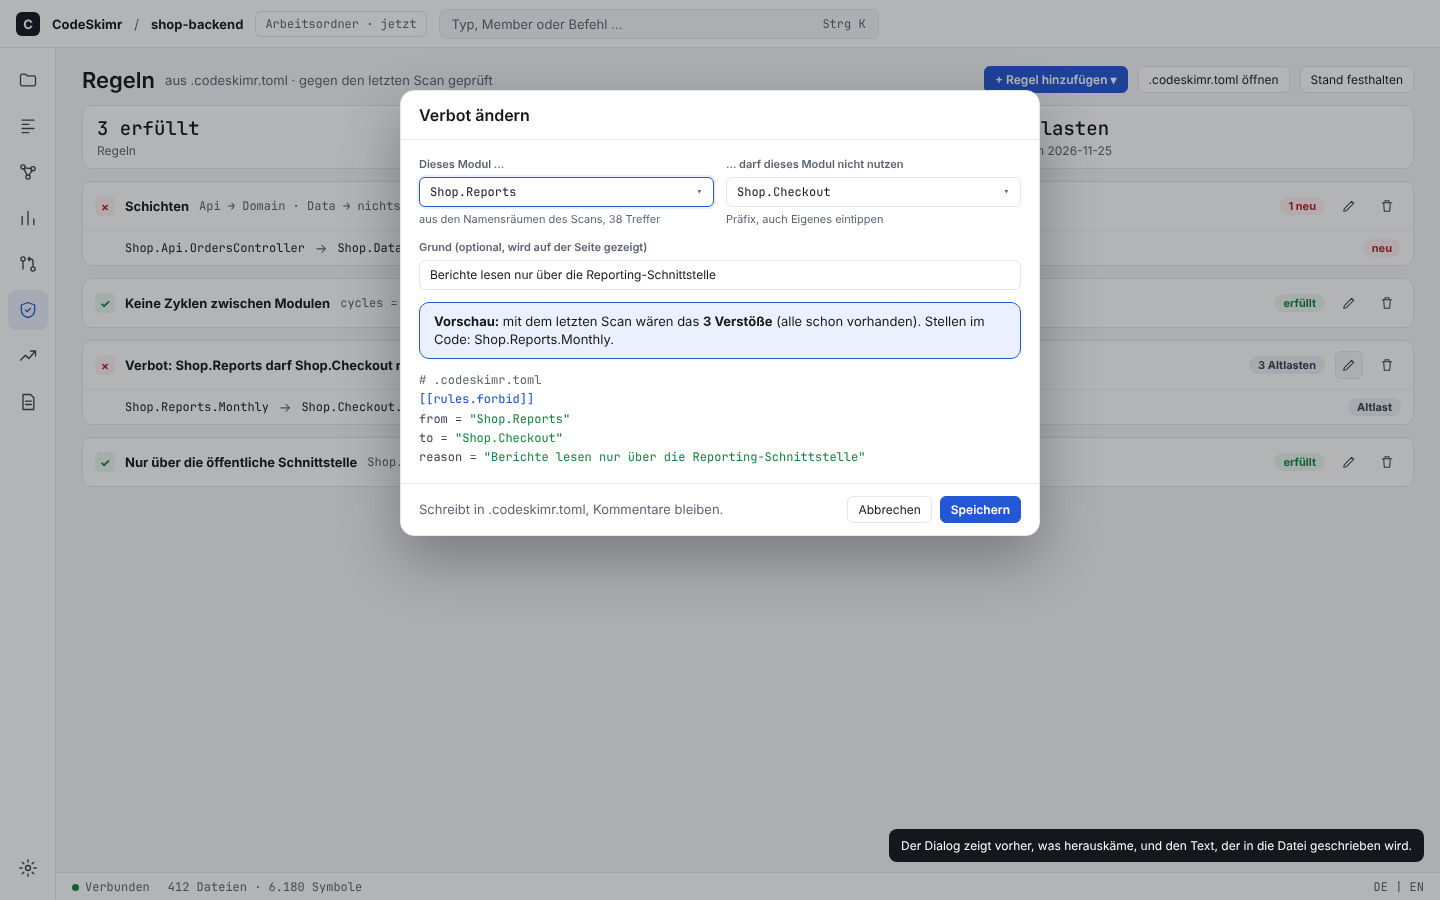 C CodeSkimr / shop-backend Arbeitsordner · jetzt Typ, Member oder Befehl ... Strg K
Regeln aus .codeskimr.toml · gegen den letzten Scan geprüft + Regel hinzufügen ▾ .codeskimr.toml öffnen Stand festhalten
3 erfüllt
Regeln
lasten
2026-11-25
Schichten Api → Domain · Data → nichts 1 neu
Shop.Api.OrdersController → Shop.Data neu
Keine Zyklen zwischen Modulen cycles = erfüllt
Verbot: Shop.Reports darf Shop.Checkout 3 Altlasten
Shop.Reports.Monthly → Shop.Checkout. Altlast
Nur über die öffentliche Schnittstelle Shop. erfüllt
Verbot ändern
Dieses Modul ... ... darf dieses Modul nicht nutzen
Shop.Reports ▾ Shop.Checkout ▾
aus den Namensräumen des Scans, 38 Treffer Präfix, auch Eigenes eintippen
Grund (optional, wird auf der Seite gezeigt)
Berichte lesen nur über die Reporting-Schnittstelle
Vorschau: mit dem letzten Scan wären das 3 Verstöße (alle schon vorhanden). Stellen im
Code: Shop.Reports.Monthly.
# .codeskimr.toml
[[rules.forbid]]
from = "Shop.Reports"
to = "Shop.Checkout"
reason = "Berichte lesen nur über die Reporting-Schnittstelle"
Schreibt in .codeskimr.toml, Kommentare bleiben. Abbrechen Speichern
Der Dialog zeigt vorher, was herauskäme, und den Text, der in die Datei geschrieben wird.
Verbunden 412 Dateien · 6.180 Symbole DE | EN